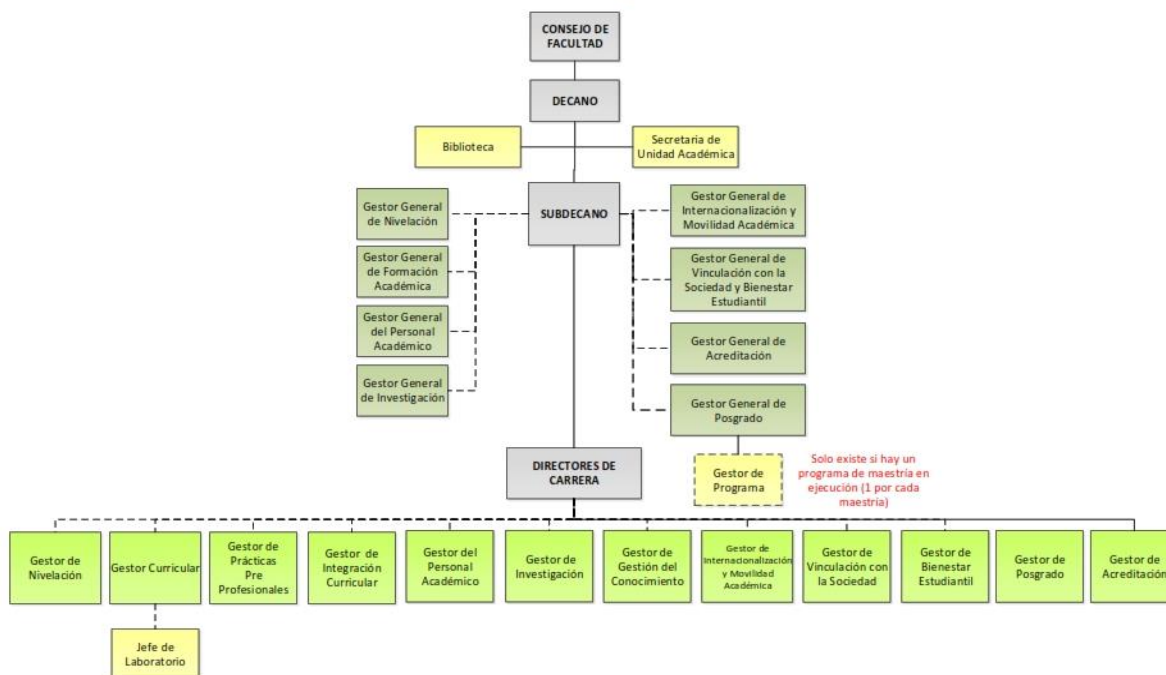 CONSEJO DE
FACULTAD
DECANO
Biblioteca
Secretaría de
Unidad Académica
Gestor General
de Nivelación
SUBDECANO
Gestor General
de Internacionalización y
Movilidad Académica
Gestor General
de Formación
Académica
Gestor General de
Vinculación con la
Sociedad y Bienestar
Estudiantil
Gestor General
del Personal
Académico
Gestor General de
Acreditación
Gestor General
de Investigación
Gestor General de
Posgrado
DIRECTORES DE
CARRERA
Gestor de
Programa
Solo existe si hay un
programa de maestría en
ejecución (1 por cada
maestría)
Gestor de
Nivelación
Gestor Curricular
Gestor de
Prácticas
Pre
Profesionales
Gestor de
Integración
Curricular
Gestor del
Personal
Académico
Gestor de
Investigación
Gestor de
Gestión del
Conocimiento
Gestor de
Internacionalización
y Movilidad
Académica
Gestor de
Vinculación con
la Sociedad
Gestor de
Bienestar
Estudiantil
Gestor de
Posgrado
Gestor de
Acreditación
Jefe de
Laboratorio